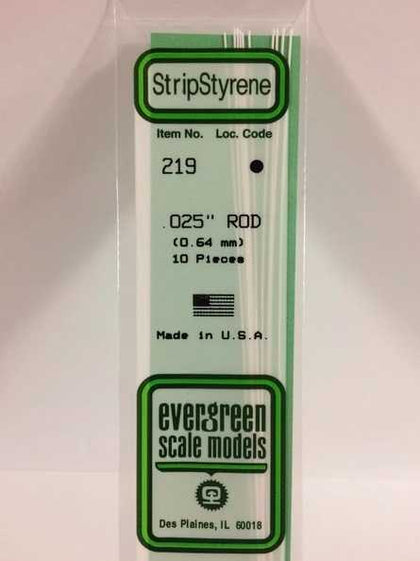 StripStyrene
Item No. Loc. Code
219
.025" ROD
(0.64 mm)
10 Pieces
Made in U.S.A.
evergreen
scale models
Des Plaines, IL 60018